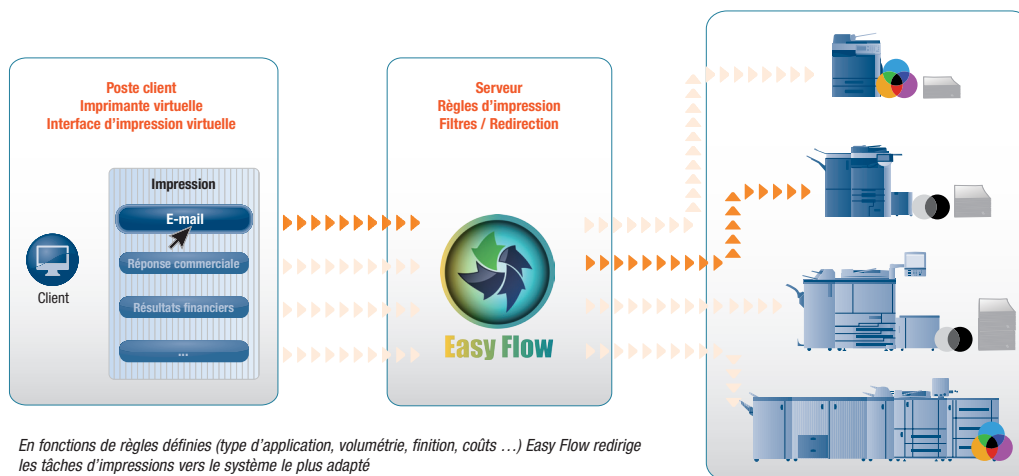 Poste client
Imprimante virtuelle
Interface d'impression virtuelle
Impression
E-mail
Réponse commerciale
Résultats financiers
...
Client
Serveur
Règles d'impression
Filtres / Redirection
Easy Flow
En fonctions de règles définies (type d'application, volumétrie, finition, coûts …) Easy Flow redirige
les tâches d'impressions vers le système le plus adapté